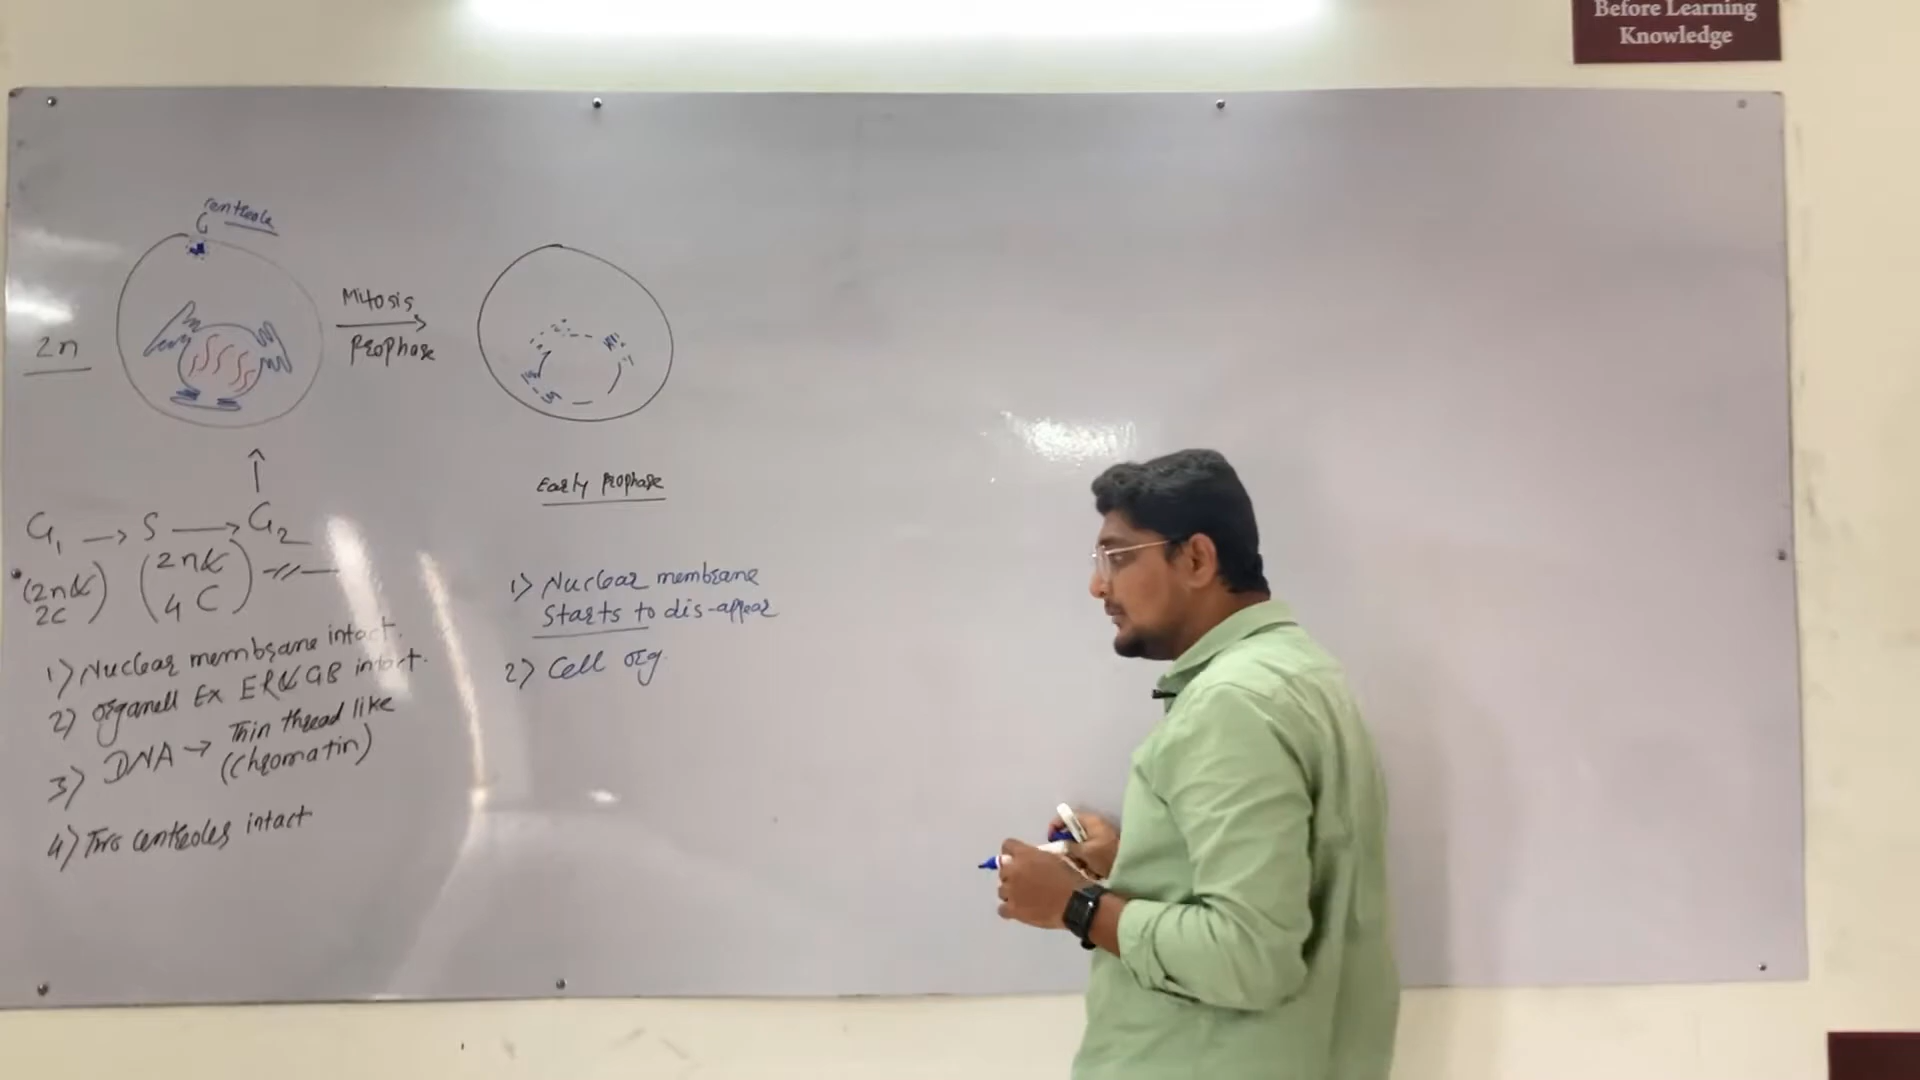 Before Learning
Knowledge
centriole
2n
Mitosis
Prophase
Early Prophase
G1 → S → G2
(2n&
2C)
(2n&
4C)
-//-
1) Nuclear membrane intact.
2) organell Ex ER& GB intact.
3) DNA → Thin thread like
(chromatin)
4) Two centrioles intact
1) Nuclear membrane
Starts to dis-appear
2) Cell org